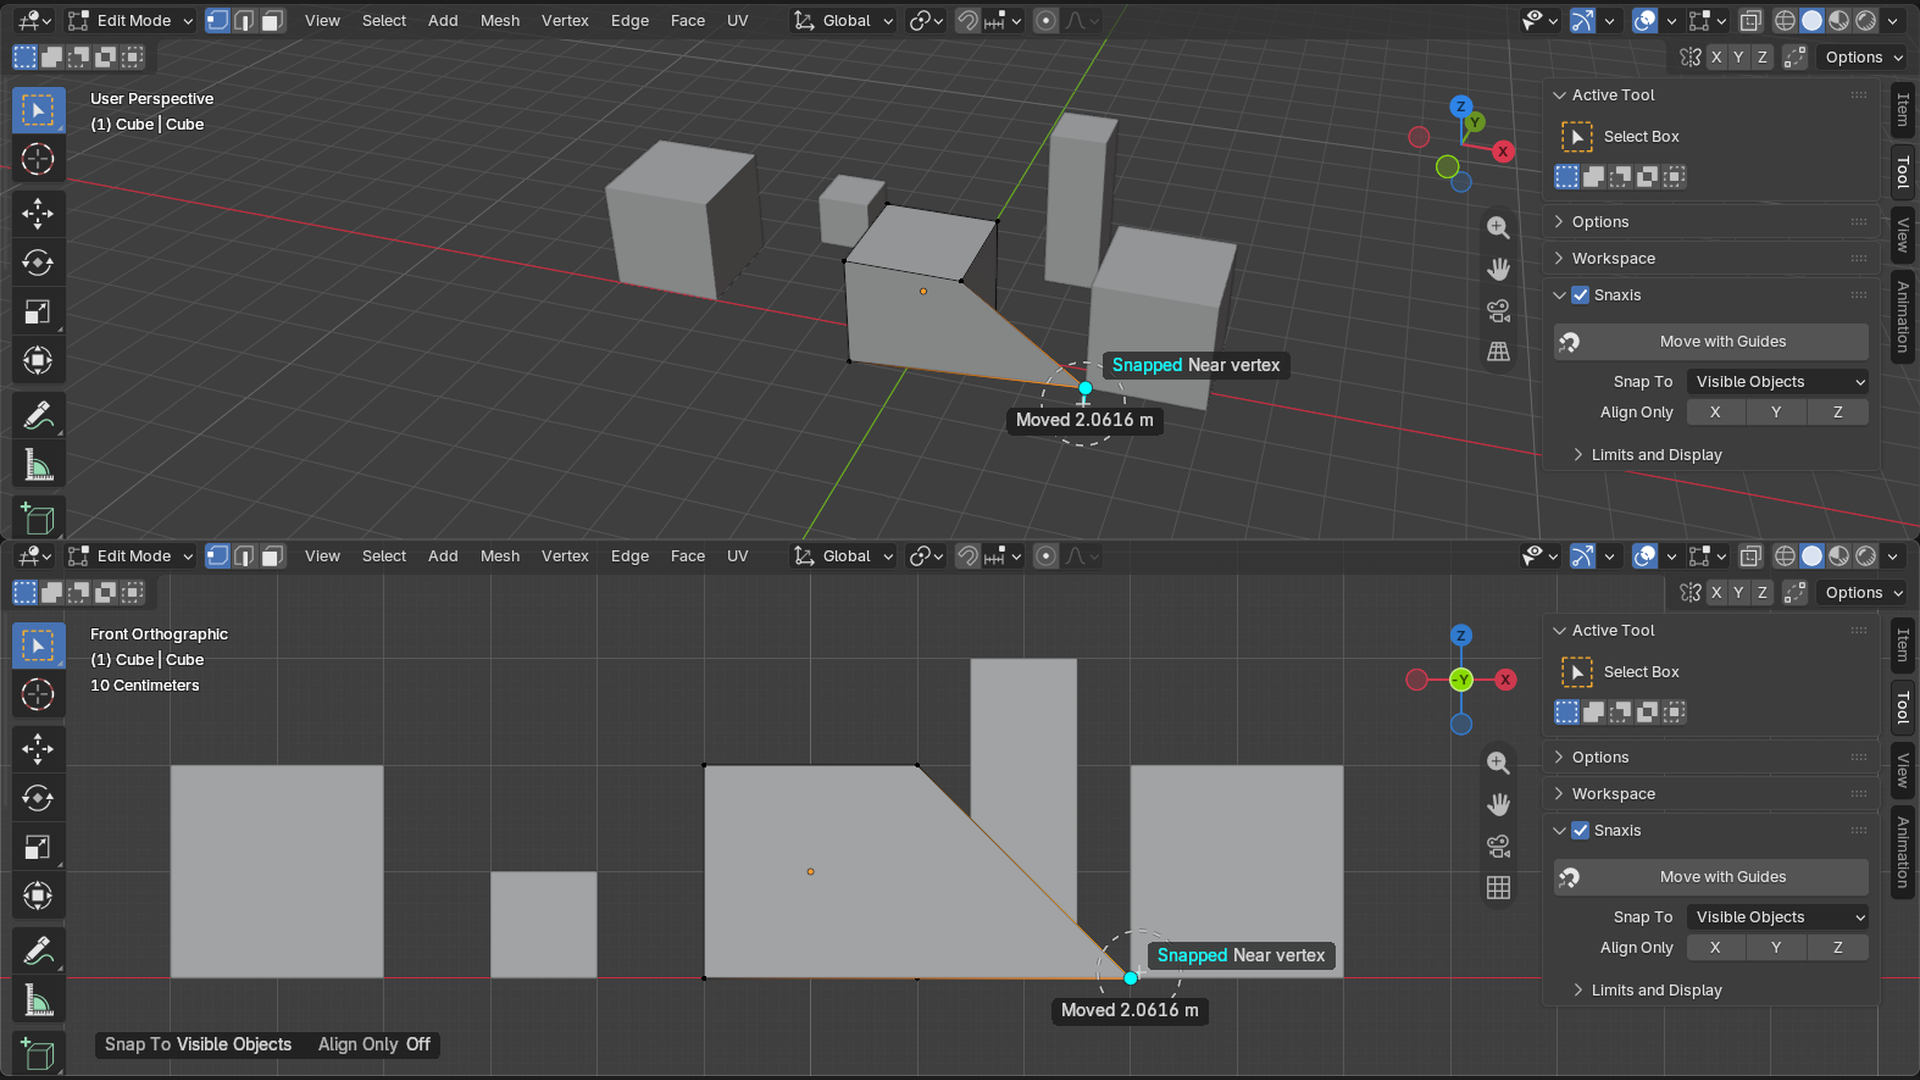 Edit Mode View Select Add Mesh Vertex Edge Face UV Global
X Y Z Options
User Perspective
(1) Cube | Cube
Z
Y
X
Active Tool
Select Box
Options
Workspace
Snaxis
Move with Guides
Snap To Visible Objects
Align Only X Y Z
Limits and Display
Item
Tool
View
Animation
Snapped Near vertex
Moved 2.0616 m
Edit Mode View Select Add Mesh Vertex Edge Face UV Global
X Y Z Options
Front Orthographic
(1) Cube | Cube
10 Centimeters
Z
-Y X
Active Tool
Select Box
Options
Workspace
Snaxis
Move with Guides
Snap To Visible Objects
Align Only X Y Z
Limits and Display
Item
Tool
View
Animation
Snapped Near vertex
Moved 2.0616 m
Snap To Visible Objects Align Only Off